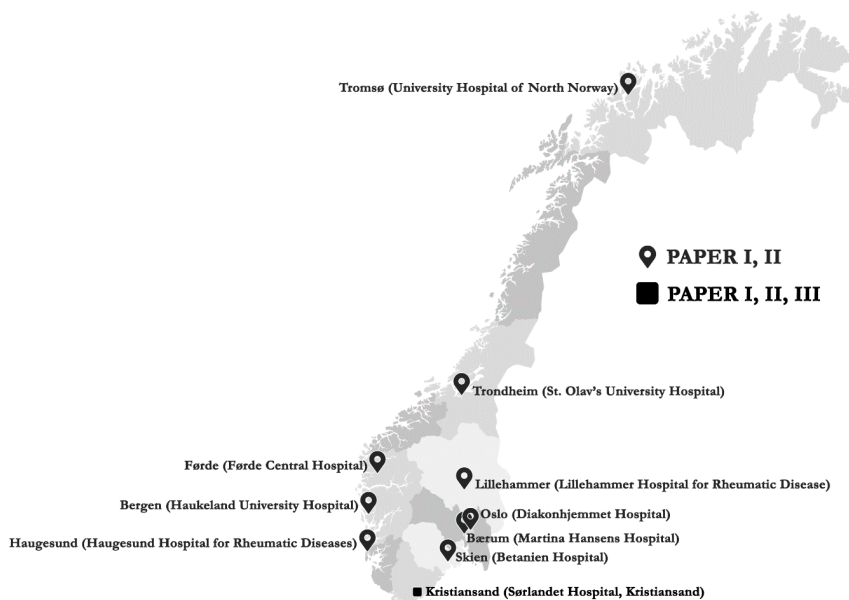 Tromsø (University Hospital of North Norway)
PAPER I, II
PAPER I, II, III
Trondheim (St. Olav's University Hospital)
Førde (Førde Central Hospital)
Lillehammer (Lillehammer Hospital for Rheumatic Disease)
Bergen (Haukeland University Hospital)
Oslo (Diakonhjemmet Hospital)
Bærum (Martina Hansens Hospital)
Haugesund (Haugesund Hospital for Rheumatic Diseases)
Skien (Betanien Hospital)
Kristiansand (Sørlandet Hospital, Kristiansand)